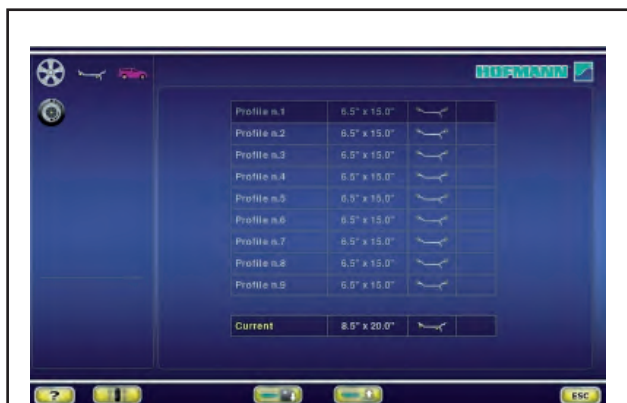 HOFMANN
Profile n.1 6.5" x 15.0"
Profile n.2 6.5" x 15.0"
Profile n.3 6.5" x 15.0"
Profile n.4 6.5" x 15.0"
Profile n.5 6.5" x 15.0"
Profile n.6 6.5" x 15.0"
Profile n.7 6.5" x 15.0"
Profile n.8 6.5" x 15.0"
Profile n.9 6.5" x 15.0"
Current 8.5" x 20.0"
? ESC